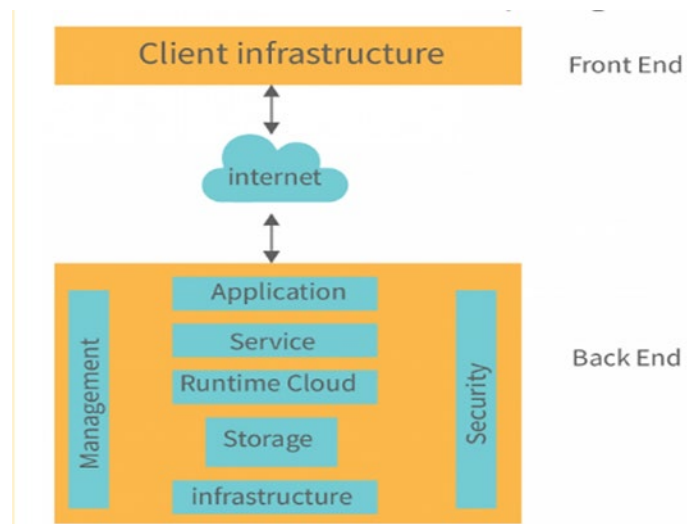 Client infrastructure
Front End
internet
Application
Service
Runtime Cloud
Storage
infrastructure
Management
Security
Back End